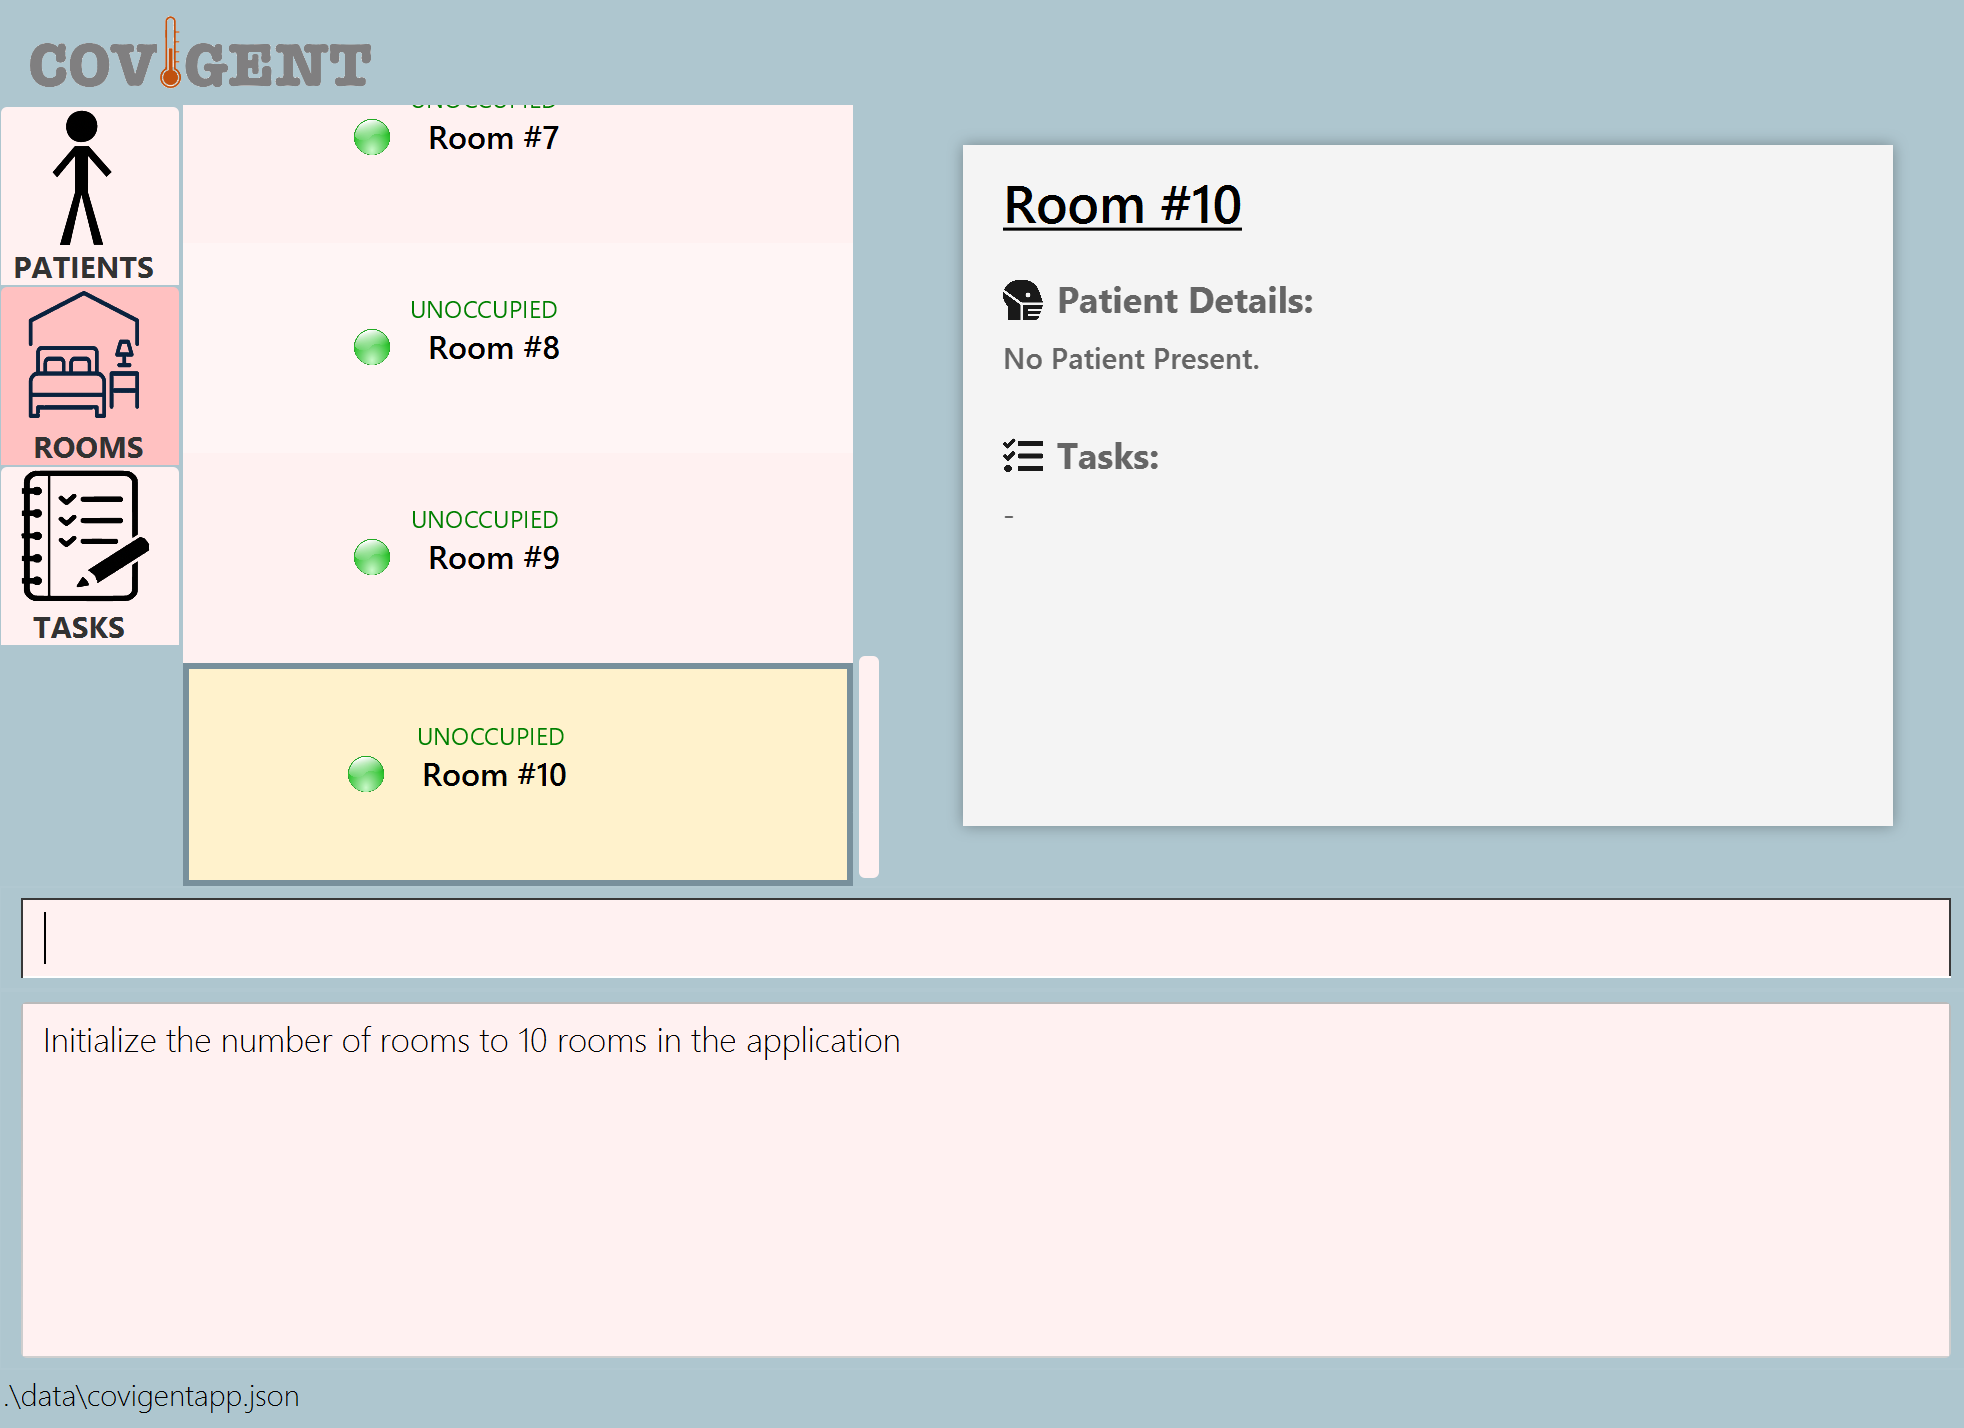 COVIGENT
PATIENTS
ROOMS
TASKS
UNOCCUPIED
Room #7
UNOCCUPIED
Room #8
UNOCCUPIED
Room #9
UNOCCUPIED
Room #10
Room #10
Patient Details:
No Patient Present.
Tasks:
-
Initialize the number of rooms to 10 rooms in the application
.\data\covigentapp.json